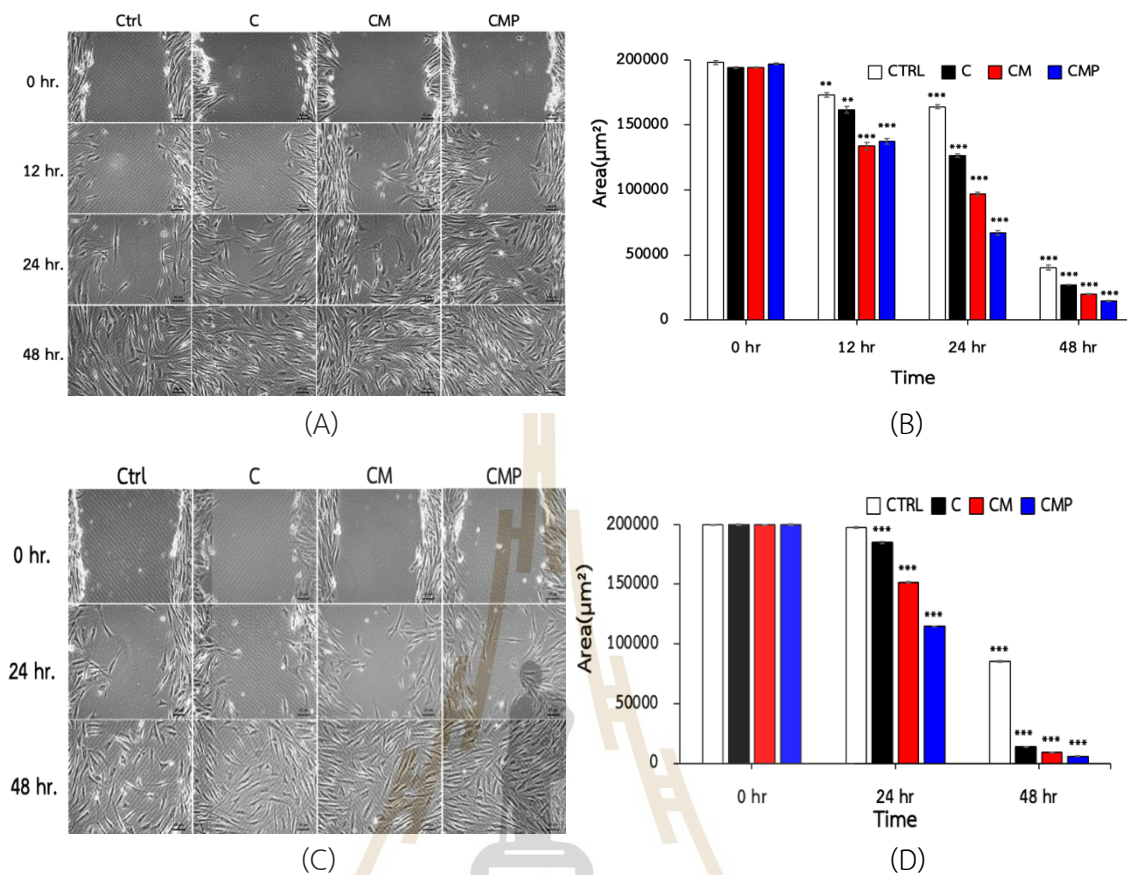 Ctrl C CM CMP
0 hr.
12 hr.
24 hr.
48 hr.
(A)
CTRL C CM CMP
Area(µm²)
200000
150000
100000
50000
0
** ** *** ***
*** *** *** ***
*** *** *** ***
0 hr 12 hr 24 hr 48 hr
Time
(B)
Ctrl C CM CMP
0 hr.
24 hr.
48 hr.
(C)
CTRL C CM CMP
Area(µm²)
200000
150000
100000
50000
0
*** *** ***
*** *** *** ***
0 hr 24 hr 48 hr
Time
(D)